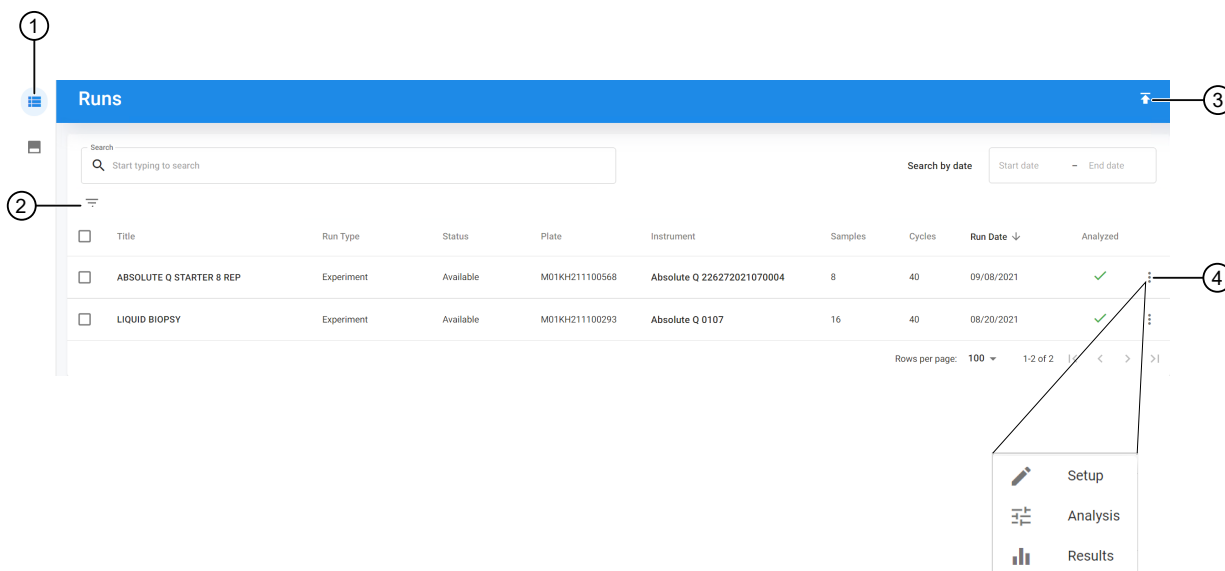 1
Runs
3
Search
Start typing to search
Search by date Start date – End date
2
Title Run Type Status Plate Instrument Samples Cycles Run Date Analyzed
ABSOLUTE Q STARTER 8 REP Experiment Available M01KH211100568 Absolute Q 226272021070004 8 40 09/08/2021
4
LIQUID BIOPSY Experiment Available M01KH211100293 Absolute Q 0107 16 40 08/20/2021
Rows per page: 100 1-2 of 2
Setup
Analysis
Results